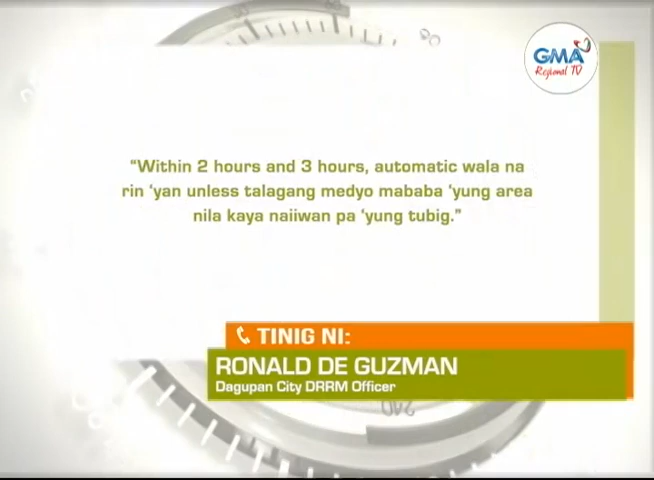 GMA
Regional TV
"Within 2 hours and 3 hours, automatic wala na
rin 'yan unless talagang medyo mababa 'yung area
nila kaya naiiwan pa 'yung tubig."
TINIG NI:
RONALD DE GUZMAN
Dagupan City DRRM Officer
240